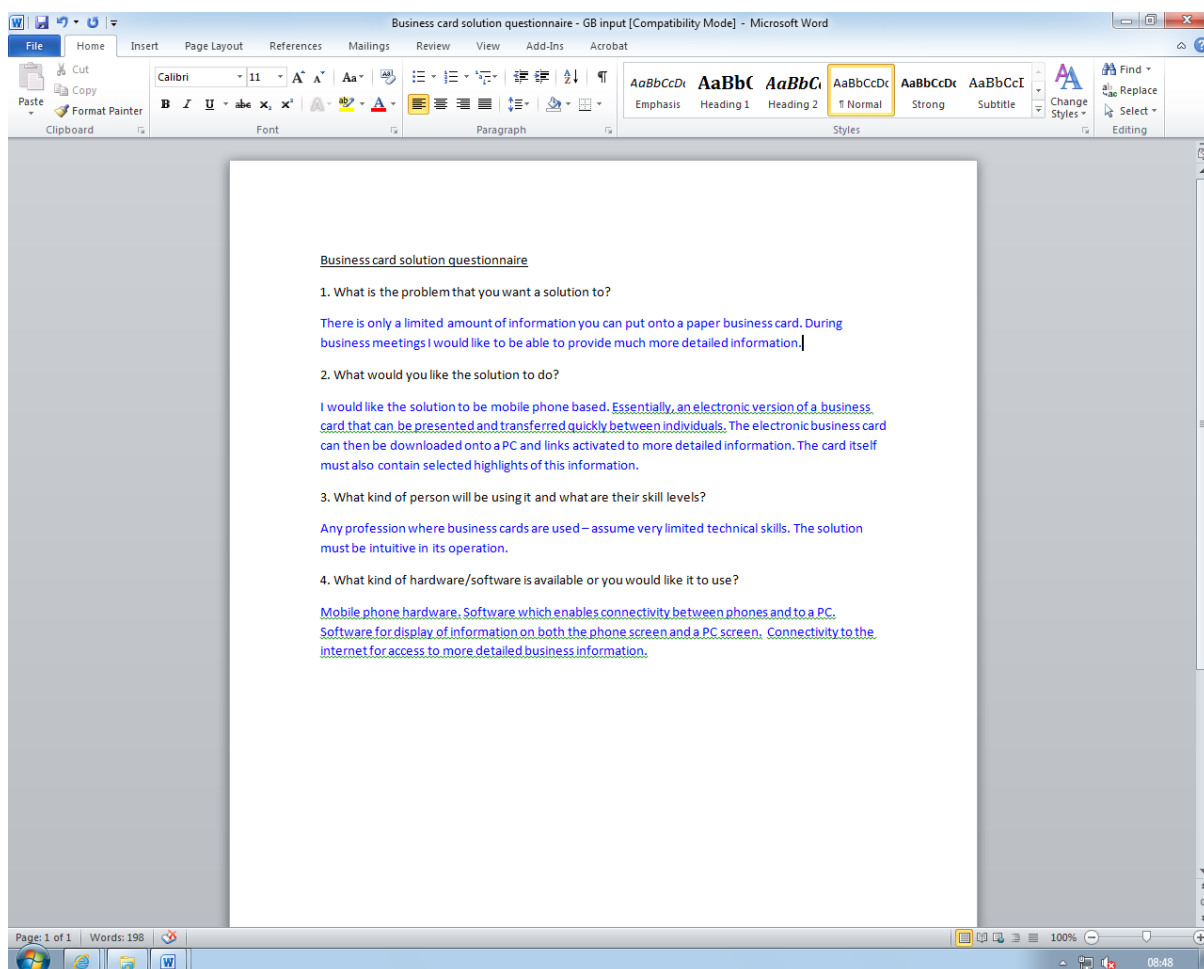 Business card solution questionnaire - GB input [Compatibility Mode] - Microsoft Word
File Home Insert Page Layout References Mailings Review View Add-Ins Acrobat
Paste
Cut
Copy
Format Painter
Clipboard
Calibri 11
Font
Paragraph
AaBbCcDc AaBbC AaBbCc AaBbCcDc AaBbCcDc AaBbCcI
Emphasis Heading 1 Heading 2 ¶ Normal Strong Subtitle
Change Styles
Styles
Find
Replace
Select
Editing
Business card solution questionnaire
1. What is the problem that you want a solution to?
There is only a limited amount of information you can put onto a paper business card. During
business meetings I would like to be able to provide much more detailed information.
2. What would you like the solution to do?
I would like the solution to be mobile phone based. Essentially, an electronic version of a business
card that can be presented and transferred quickly between individuals. The electronic business card
can then be downloaded onto a PC and links activated to more detailed information. The card itself
must also contain selected highlights of this information.
3. What kind of person will be using it and what are their skill levels?
Any profession where business cards are used – assume very limited technical skills. The solution
must be intuitive in its operation.
4. What kind of hardware/software is available or you would like it to use?
Mobile phone hardware. Software which enables connectivity between phones and to a PC.
Software for display of information on both the phone screen and a PC screen. Connectivity to the
internet for access to more detailed business information.
Page: 1 of 1 Words: 198 100%
08:48